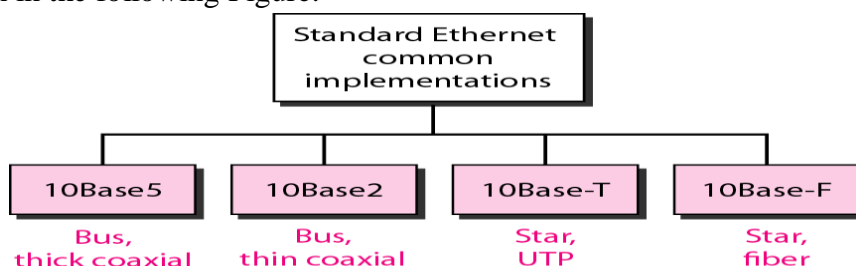 in the following Figure.
Standard Ethernet
common
implementations
10Base5
10Base2
10Base-T
10Base-F
Bus,
thick coaxial
Bus,
thin coaxial
Star,
UTP
Star,
fiber